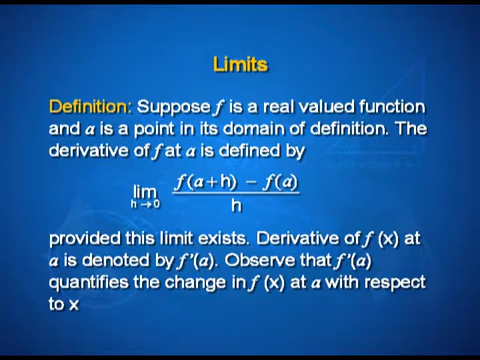 Limits
Definition: Suppose f is a real valued function
and a is a point in its domain of definition. The
derivative of f at a is defined by
lim h→0 f(a+h) − f(a) / h
provided this limit exists. Derivative of f (x) at
a is denoted by f'(a). Observe that f'(a)
quantifies the change in f (x) at a with respect
to x